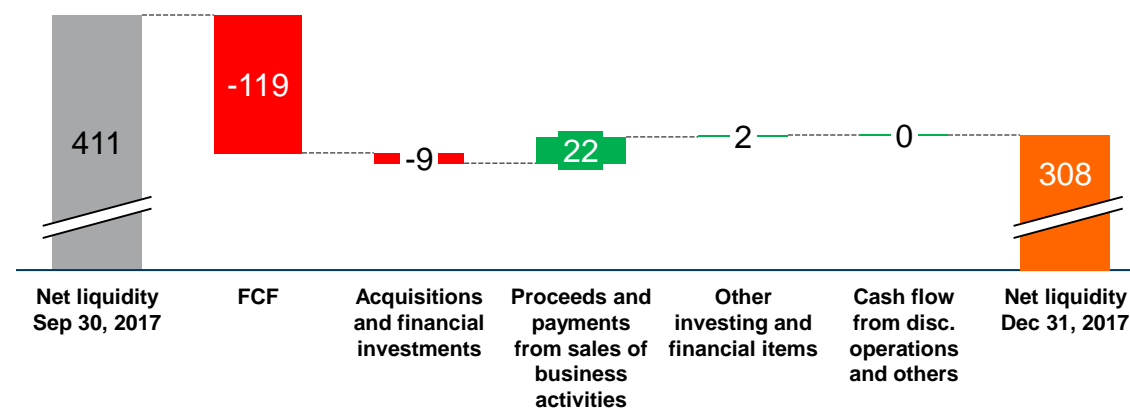 411
-119
-9
22
2
0
308
Net liquidity
Sep 30, 2017
FCF
Acquisitions
and financial
investments
Proceeds and
payments
from sales of
business
activities
Other
investing and
financial items
Cash flow
from disc.
operations
and others
Net liquidity
Dec 31, 2017